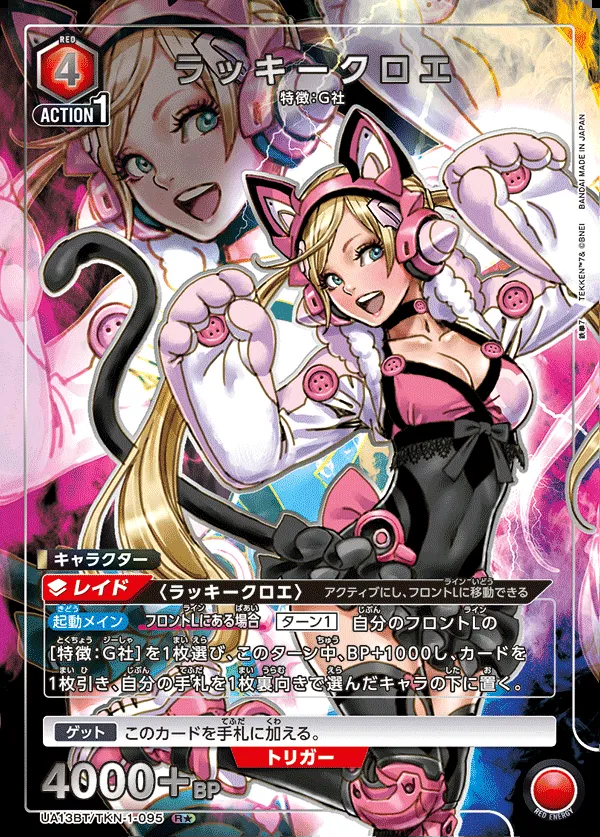 RED
4
ACTION 1
ラッキークロエ
特徴:G社
鉄拳7 TEKKEN™7& ©BNEI BANDAI MADE IN JAPAN
キャラクター
レイド 〈ラッキークロエ〉 アクティブにし、フロントLに移動できる
起動メイン フロントLにある場合 ターン1 自分のフロントLの
[特徴:G社]を1枚選び、このターン中、BP+1000し、カードを
1枚引き、自分の手札を1枚裏向きで選んだキャラの下に置く。
ゲット このカードを手札に加える。
トリガー
4000+BP
UA13BT/TKN-1-095 R★
RED ENERGY